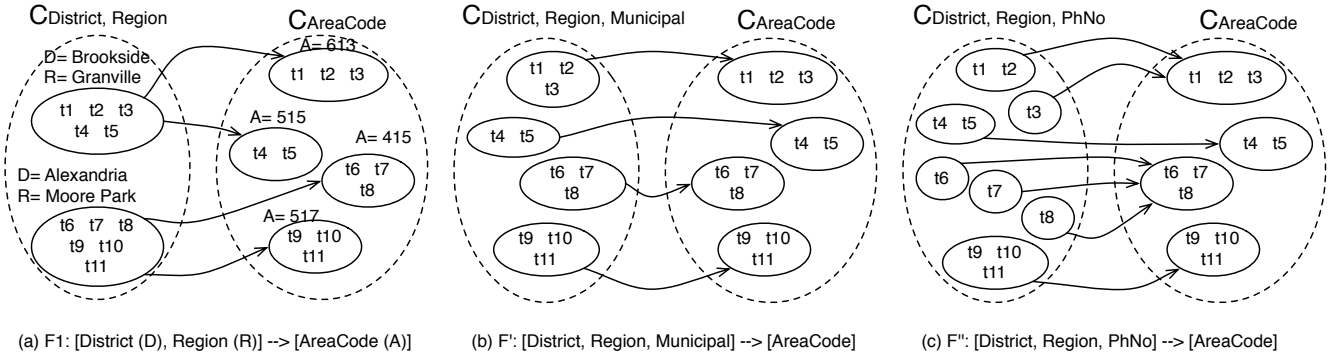 CDistrict, Region
CAreaCode
D= Brookside
R= Granville
A= 613
t1 t2 t3
t1 t2 t3
t4 t5
A= 515
t4 t5
A= 415
t6 t7
t8
D= Alexandria
R= Moore Park
t6 t7 t8
t9 t10
t11
A= 517
t9 t10
t11
(a) F1: [District (D), Region (R)] --> [AreaCode (A)]
CDistrict, Region, Municipal
CAreaCode
t1 t2
t3
t1 t2 t3
t4 t5
t4 t5
t6 t7
t8
t6 t7
t8
t9 t10
t11
t9 t10
t11
(b) F': [District, Region, Municipal] --> [AreaCode]
CDistrict, Region, PhNo
CAreaCode
t1 t2
t1 t2 t3
t3
t4 t5
t4 t5
t6
t7
t6 t7
t8
t8
t9 t10
t11
t9 t10
t11
(c) F": [District, Region, PhNo] --> [AreaCode]